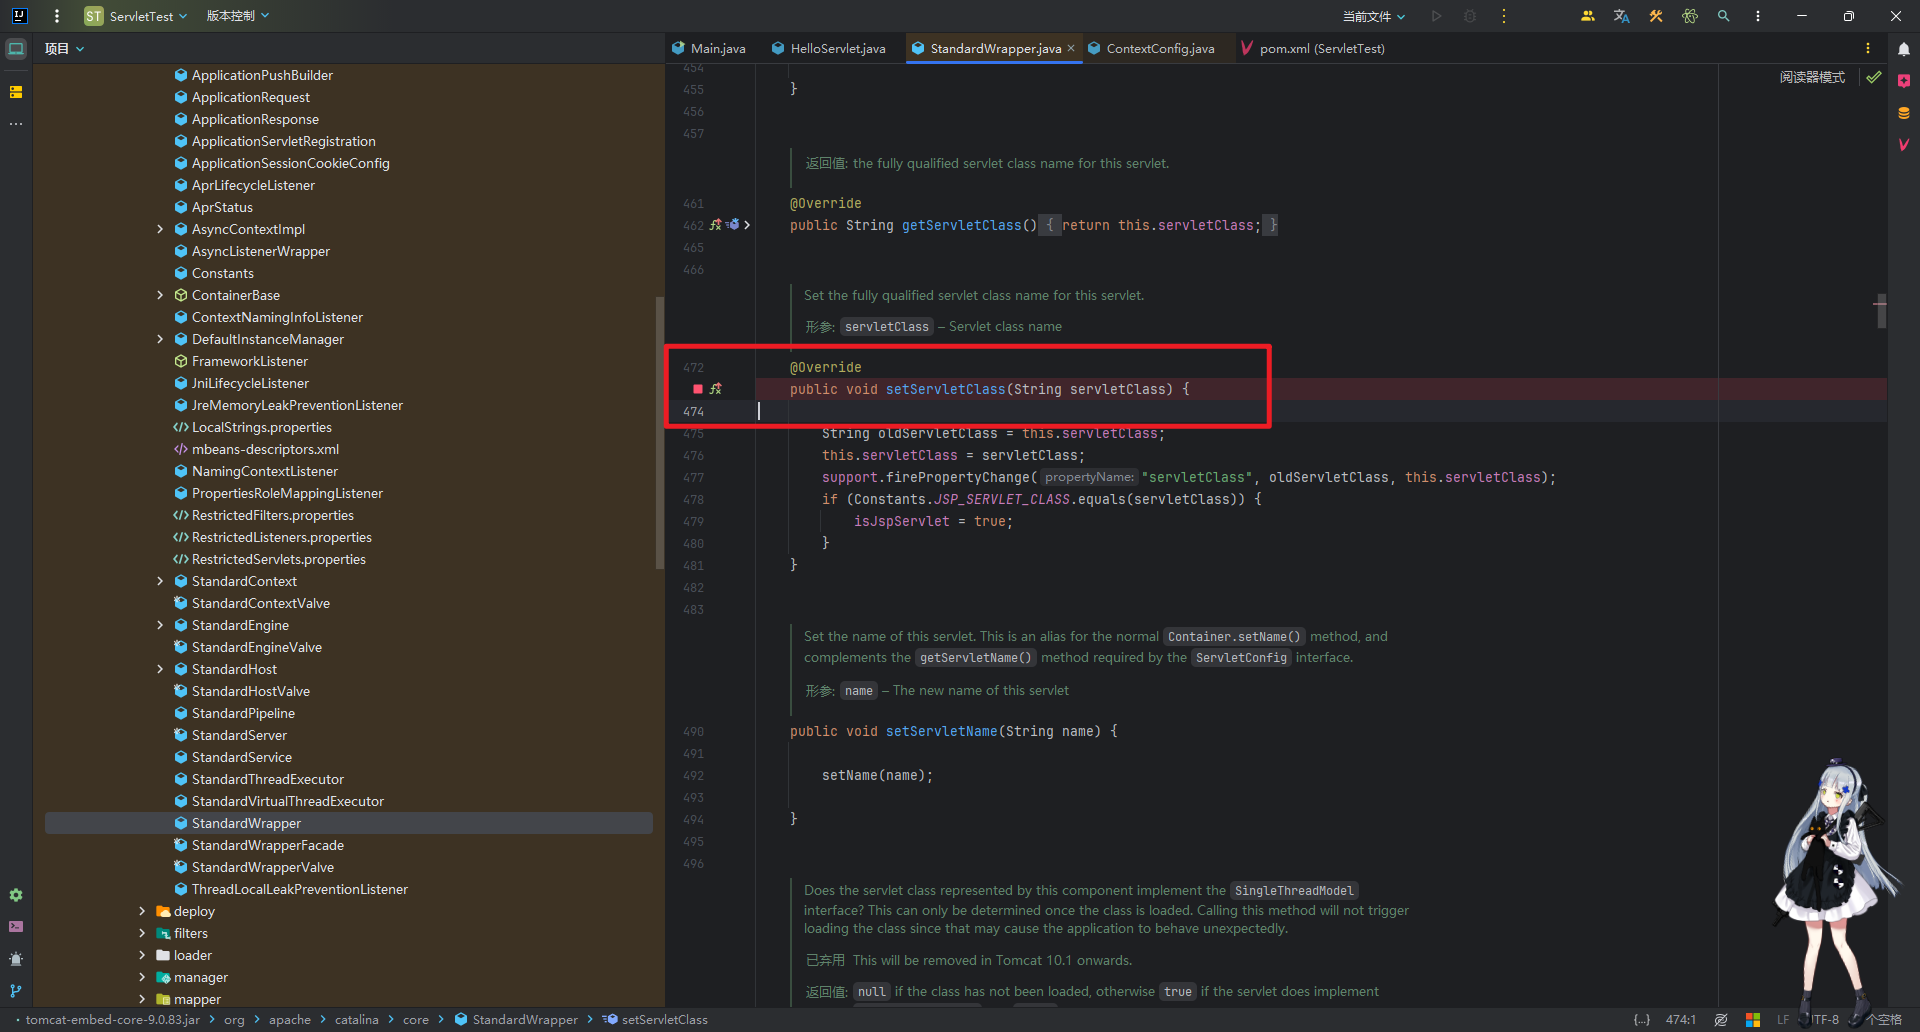 ST ServletTest 版本控制 当前文件
项目
Main.java HelloServlet.java StandardWrapper.java ContextConfig.java pom.xml (ServletTest)
阅读器模式
ApplicationPushBuilder
ApplicationRequest
ApplicationResponse
ApplicationServletRegistration
ApplicationSessionCookieConfig
AprLifecycleListener
AprStatus
AsyncContextImpl
AsyncListenerWrapper
Constants
ContainerBase
ContextNamingInfoListener
DefaultInstanceManager
FrameworkListener
JniLifecycleListener
JreMemoryLeakPreventionListener
LocalStrings.properties
mbeans-descriptors.xml
NamingContextListener
PropertiesRoleMappingListener
RestrictedFilters.properties
RestrictedListeners.properties
RestrictedServlets.properties
StandardContext
StandardContextValve
StandardEngine
StandardEngineValve
StandardHost
StandardHostValve
StandardPipeline
StandardServer
StandardService
StandardThreadExecutor
StandardVirtualThreadExecutor
StandardWrapper
StandardWrapperFacade
StandardWrapperValve
ThreadLocalLeakPreventionListener
deploy
filters
loader
manager
mapper
454
455 }
456
457
返回值: the fully qualified servlet class name for this servlet.
461 @Override
462 public String getServletClass() { return this.servletClass; }
465
466
Set the fully qualified servlet class name for this servlet.
形参: servletClass – Servlet class name
472 @Override
public void setServletClass(String servletClass) {
474
475 String oldServletClass = this.servletClass;
476 this.servletClass = servletClass;
477 support.firePropertyChange( propertyName: "servletClass", oldServletClass, this.servletClass);
478 if (Constants.JSP_SERVLET_CLASS.equals(servletClass)) {
479 isJspServlet = true;
480 }
481 }
482
483
Set the name of this servlet. This is an alias for the normal Container.setName() method, and
complements the getServletName() method required by the ServletConfig interface.
形参: name – The new name of this servlet
490 public void setServletName(String name) {
491
492 setName(name);
493
494 }
495
496
Does the servlet class represented by this component implement the SingleThreadModel
interface? This can only be determined once the class is loaded. Calling this method will not trigger
loading the class since that may cause the application to behave unexpectedly.
已弃用 This will be removed in Tomcat 10.1 onwards.
返回值: null if the class has not been loaded, otherwise true if the servlet does implement
tomcat-embed-core-9.0.83.jar org apache catalina core StandardWrapper setServletClass {...} 474:1 LF TF-8 个空格